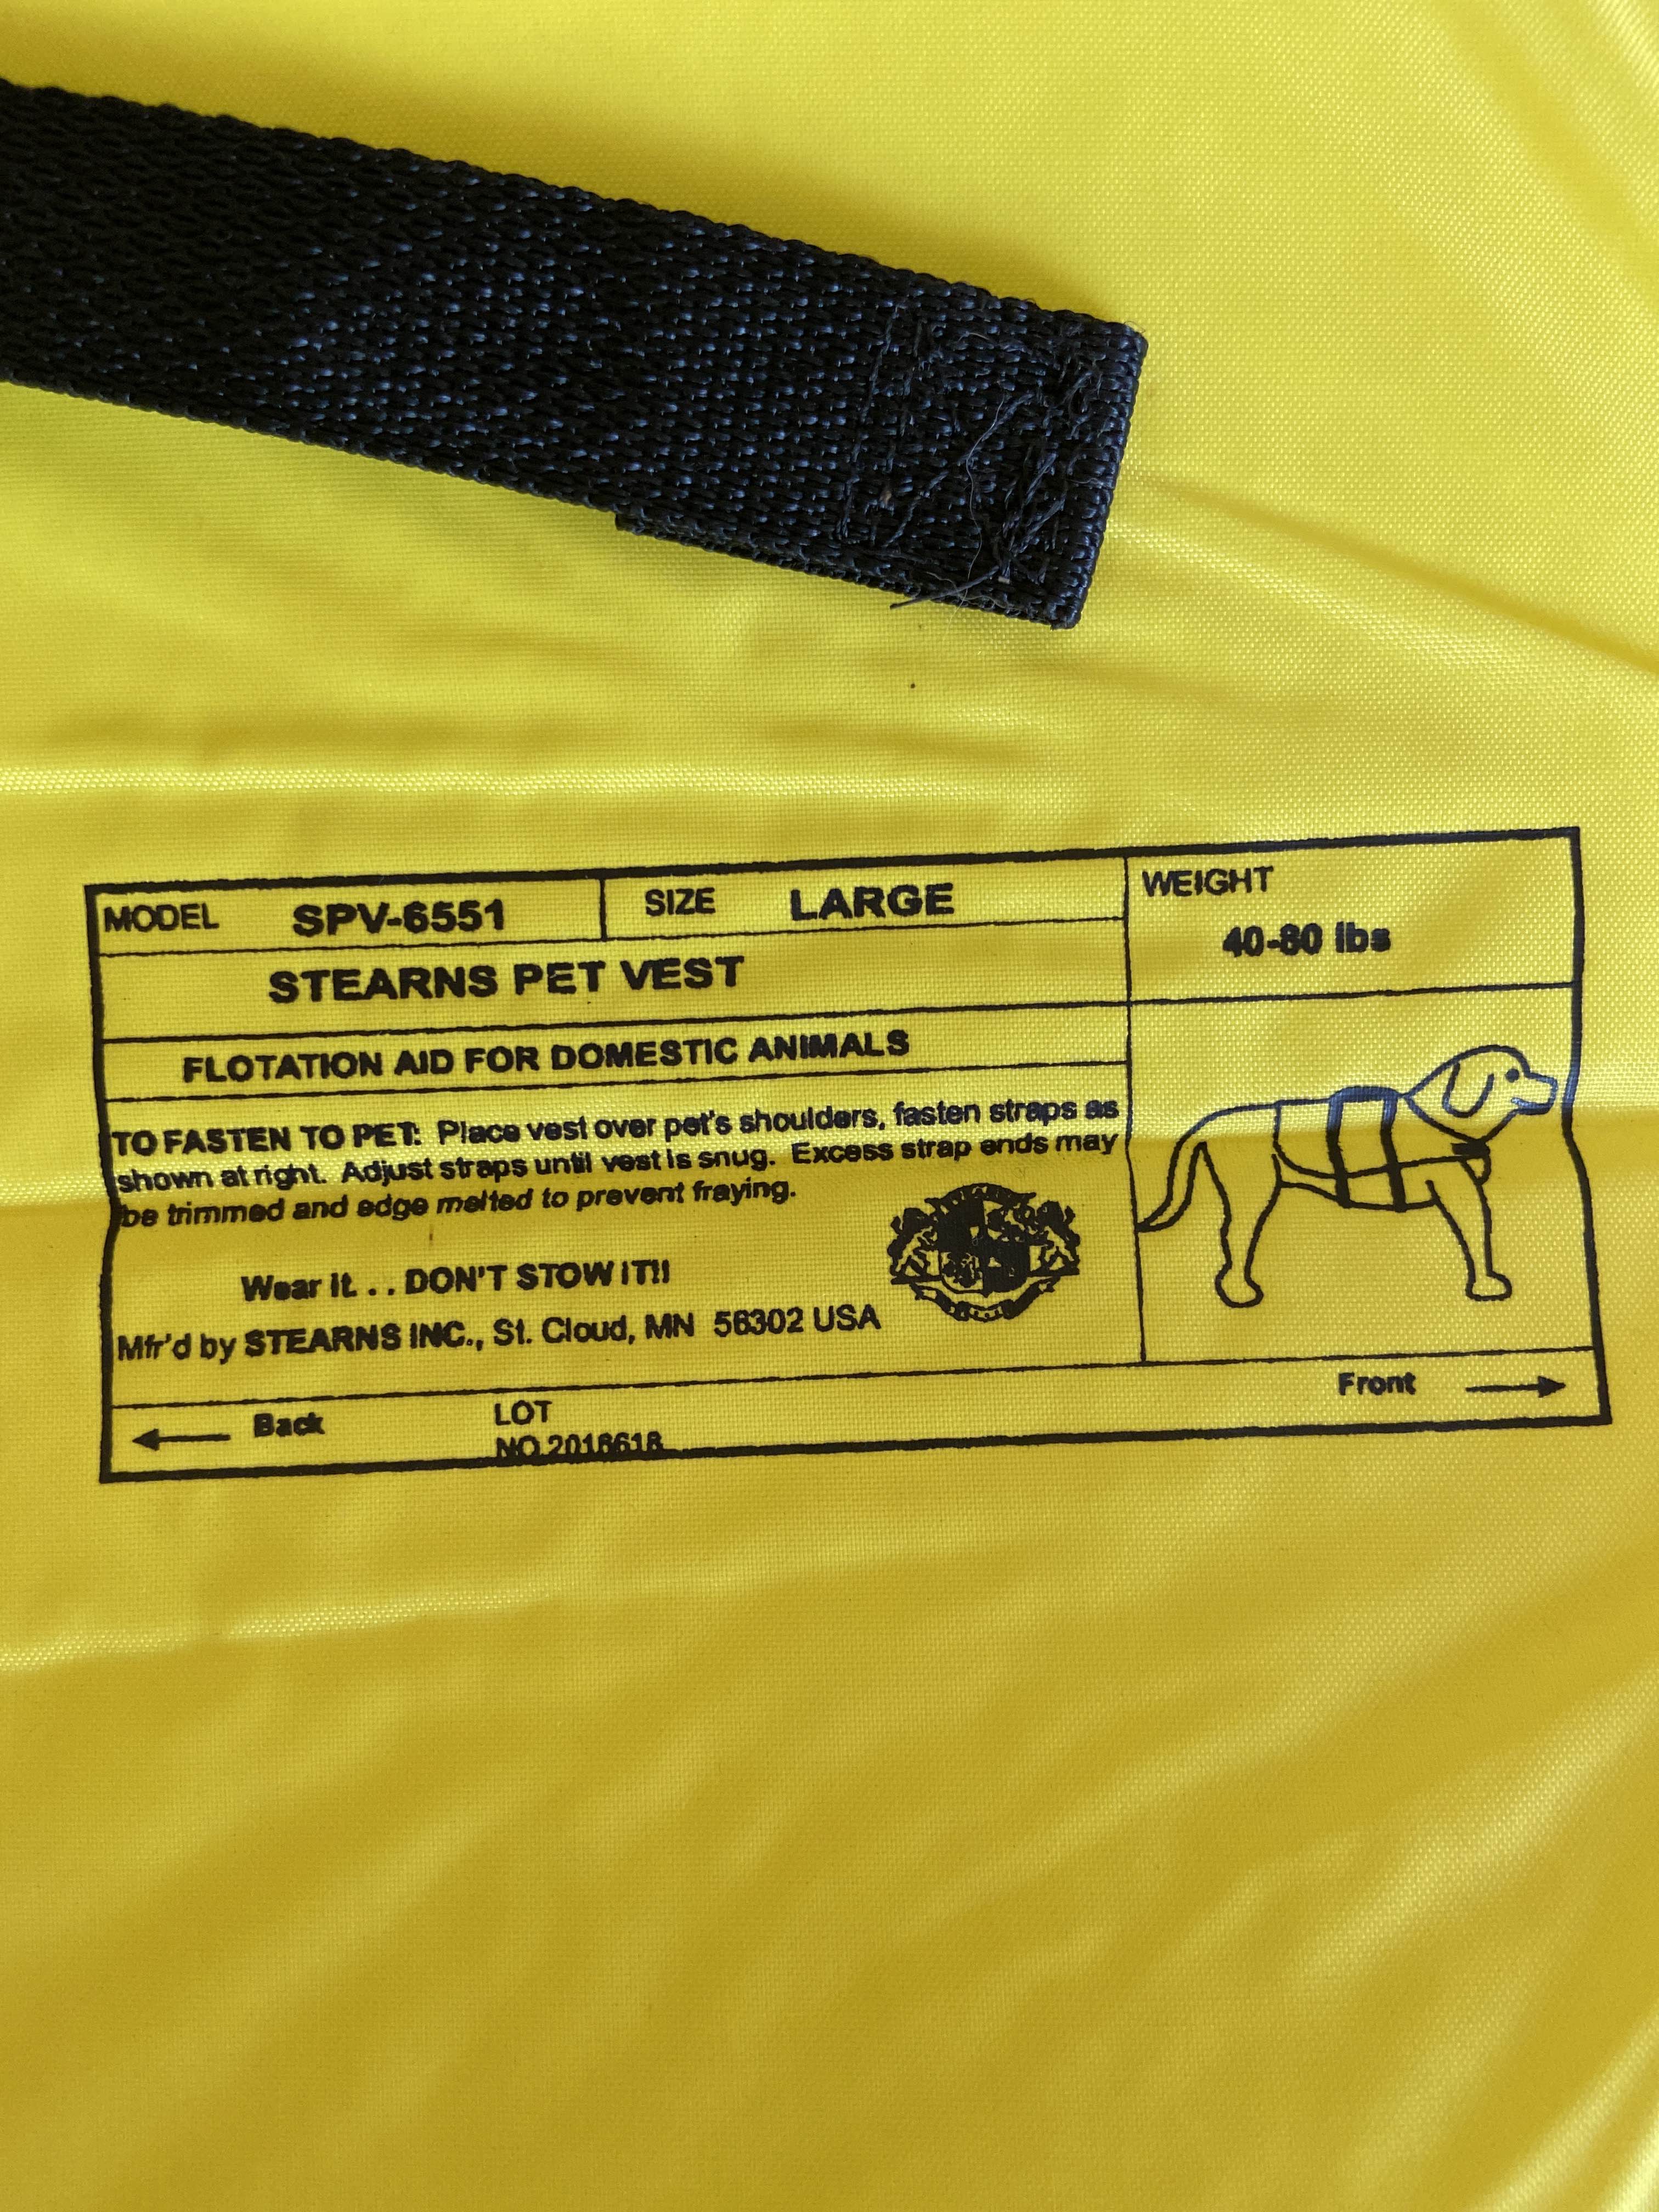 MODEL SPV-6551 SIZE LARGE WEIGHT
40-80 lbs
STEARNS PET VEST
FLOTATION AID FOR DOMESTIC ANIMALS
TO FASTEN TO PET: Place vest over pet's shoulders, fasten straps as
shown at right. Adjust straps until vest is snug. Excess strap ends may
be trimmed and edge melted to prevent fraying.
Wear it. . . DON'T STOW IT!!
Mfr'd by STEARNS INC., St. Cloud, MN 56302 USA
Back LOT Front
NO.2016618